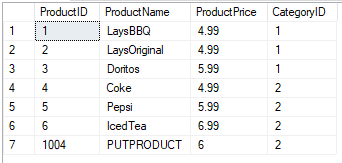 ProductID ProductName ProductPrice CategoryID
1 1 LaysBBQ 4.99 1
2 2 LaysOriginal 4.99 1
3 3 Doritos 5.99 1
4 4 Coke 4.99 2
5 5 Pepsi 5.99 2
6 6 IcedTea 6.99 2
7 1004 PUTPRODUCT 6 2